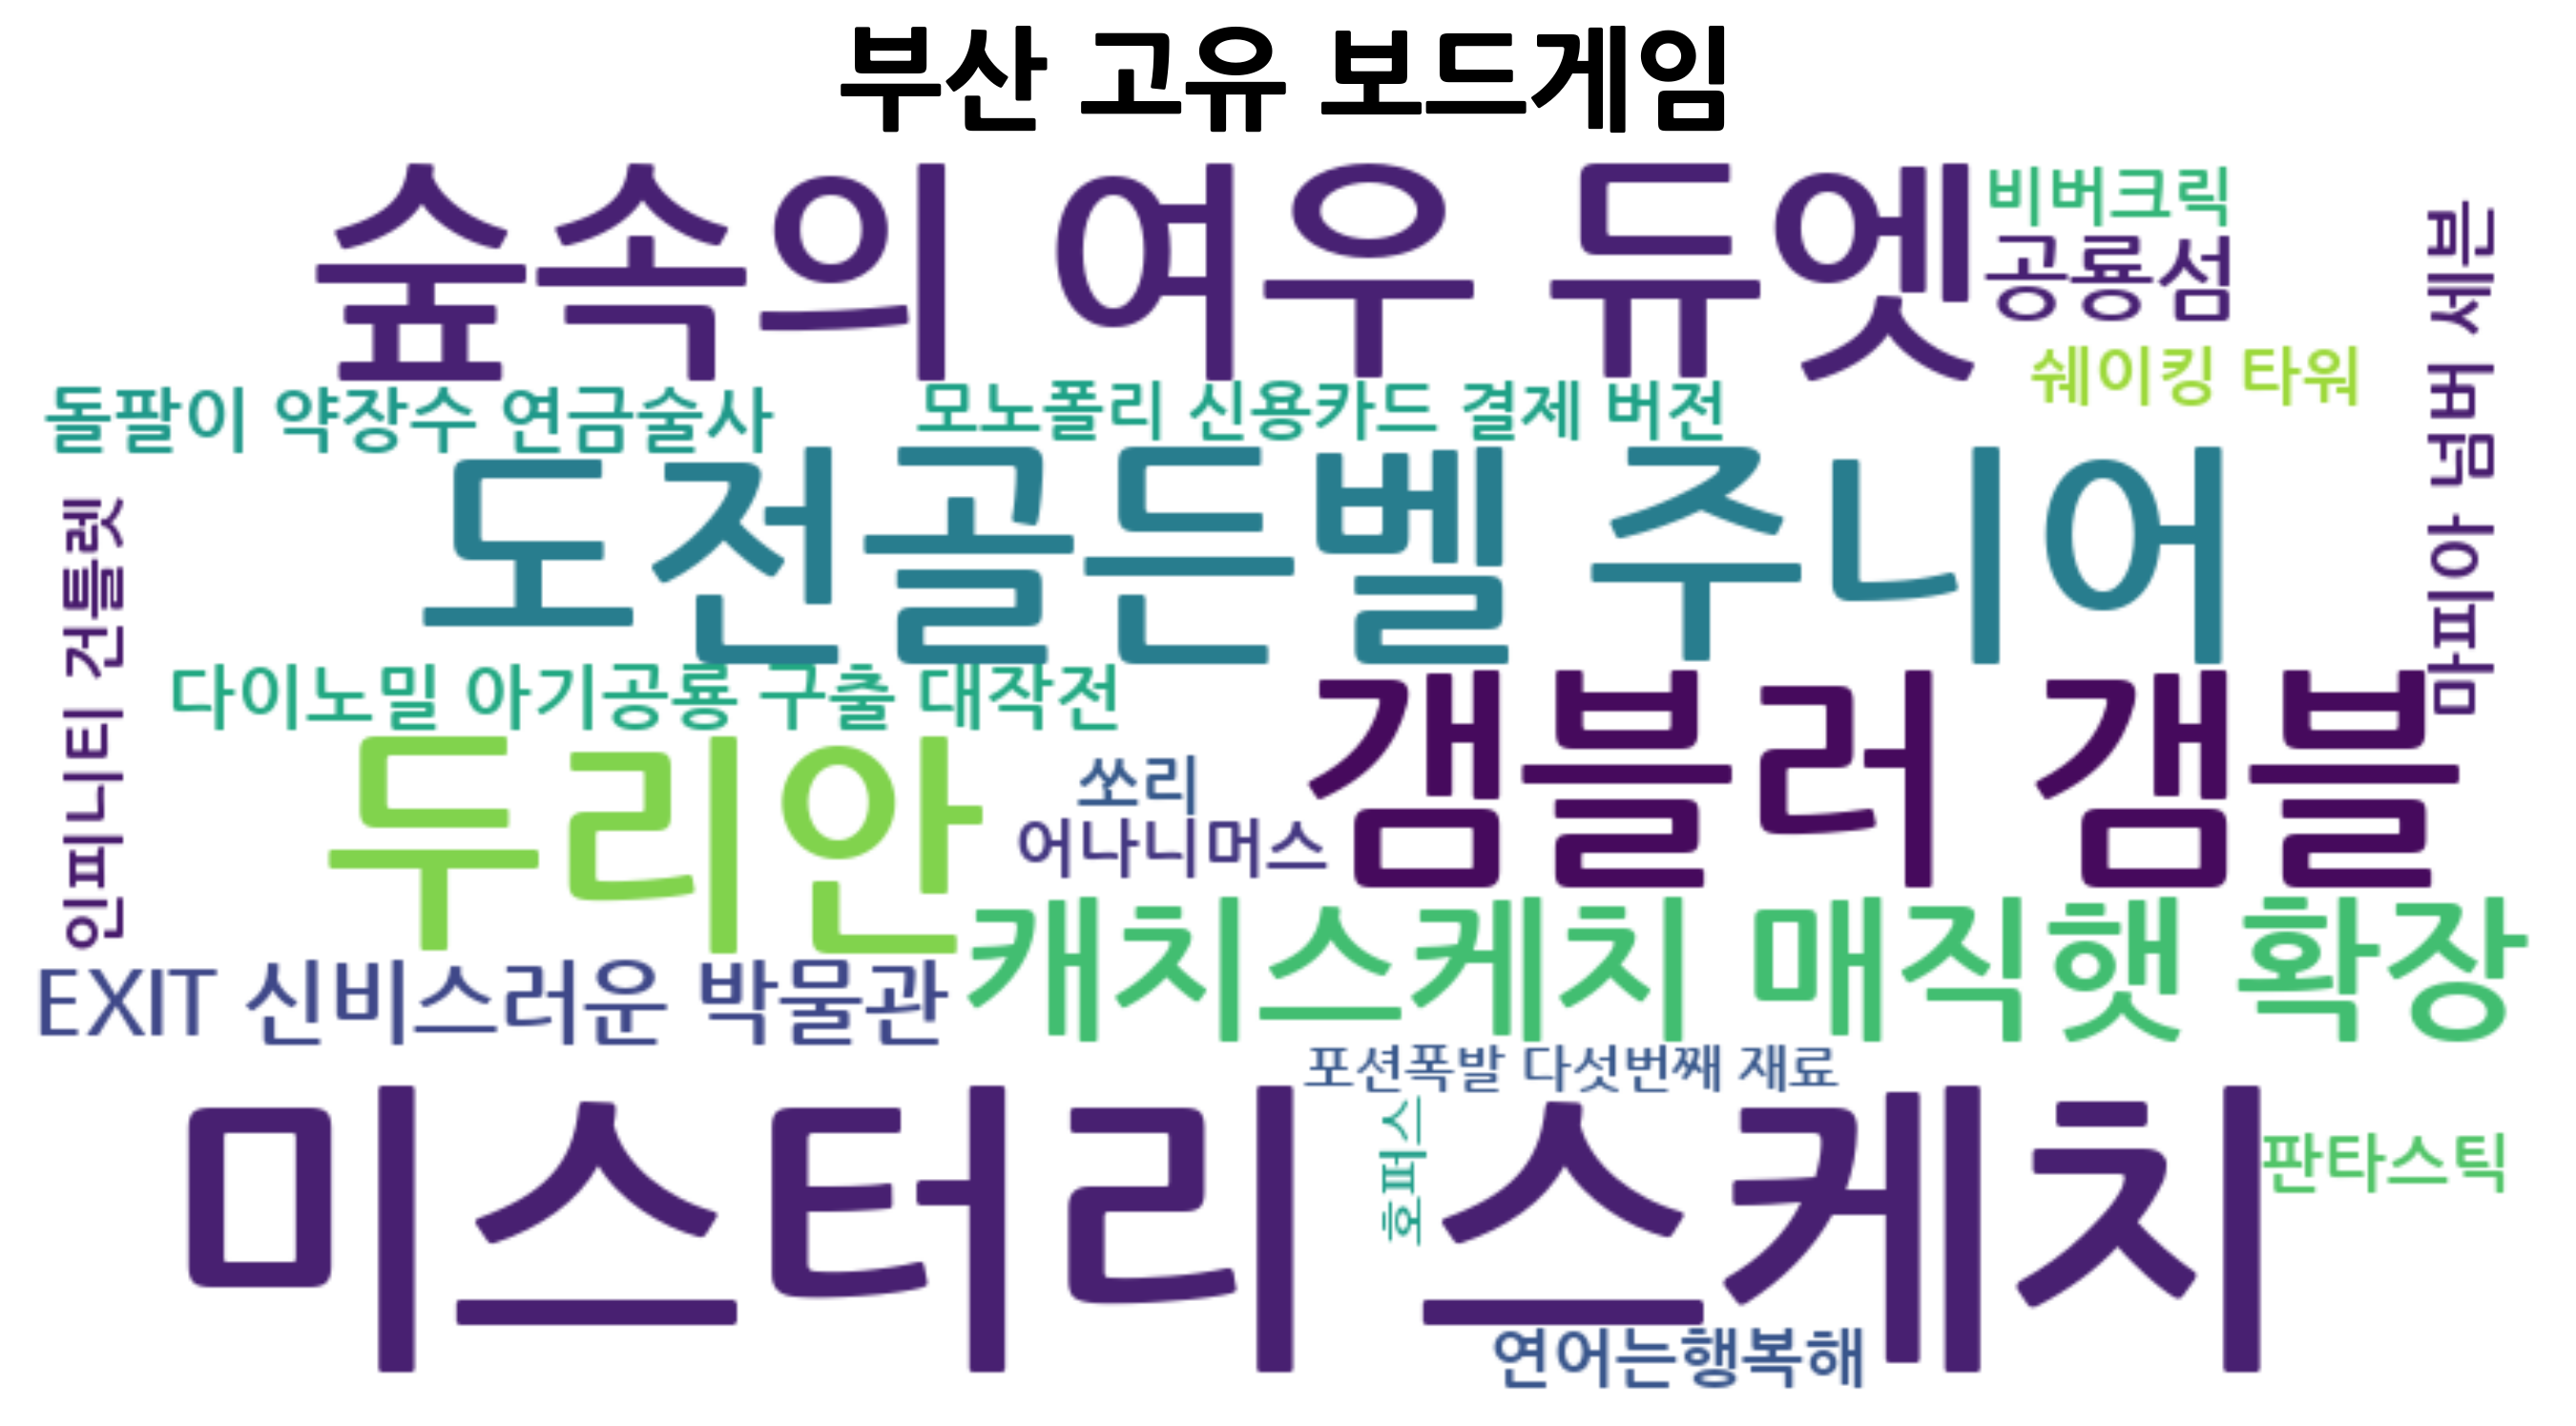 부산 고유 보드게임
숲속의 여우 듀엣
비버크릭
공룡섬
쉐이킹 타워
마피아 넘버 세븐
돌팔이 약장수 연금술사
모노폴리 신용카드 결제 버전
도전골든벨 주니어
인피니티 건틀렛
다이노밀 아기공룡 구출 대작전
갬블러 갬블
두리안
쏘리
어나니머스
캐치스케치 매직햇 확장
EXIT 신비스러운 박물관
포션폭발 다섯번째 재료
미스터리 스케치
호퍼스
판타스틱
연어는행복해